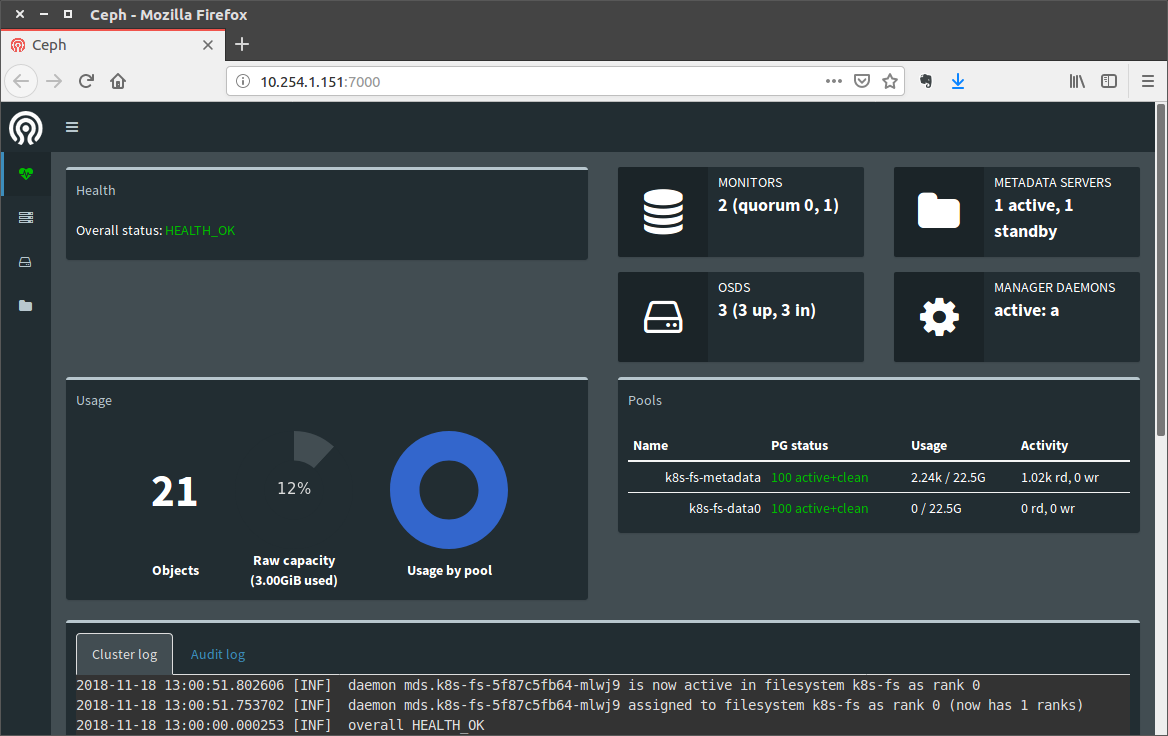 Ceph - Mozilla Firefox
Ceph
10.254.1.151:7000
Health
Overall status: HEALTH_OK
MONITORS
2 (quorum 0, 1)
METADATA SERVERS
1 active, 1
standby
OSDS
3 (3 up, 3 in)
MANAGER DAEMONS
active: a
Usage
21
Objects
12%
Raw capacity
(3.00GiB used)
Usage by pool
Pools
Name PG status Usage Activity
k8s-fs-metadata 100 active+clean 2.24k / 22.5G 1.02k rd, 0 wr
k8s-fs-data0 100 active+clean 0 / 22.5G 0 rd, 0 wr
Cluster log Audit log
2018-11-18 13:00:51.802606 [INF] daemon mds.k8s-fs-5f87c5fb64-mlwj9 is now active in filesystem k8s-fs as rank 0
2018-11-18 13:00:51.753702 [INF] daemon mds.k8s-fs-5f87c5fb64-mlwj9 assigned to filesystem k8s-fs as rank 0 (now has 1 ranks)
2018-11-18 13:00:00.000253 [INF] overall HEALTH_OK